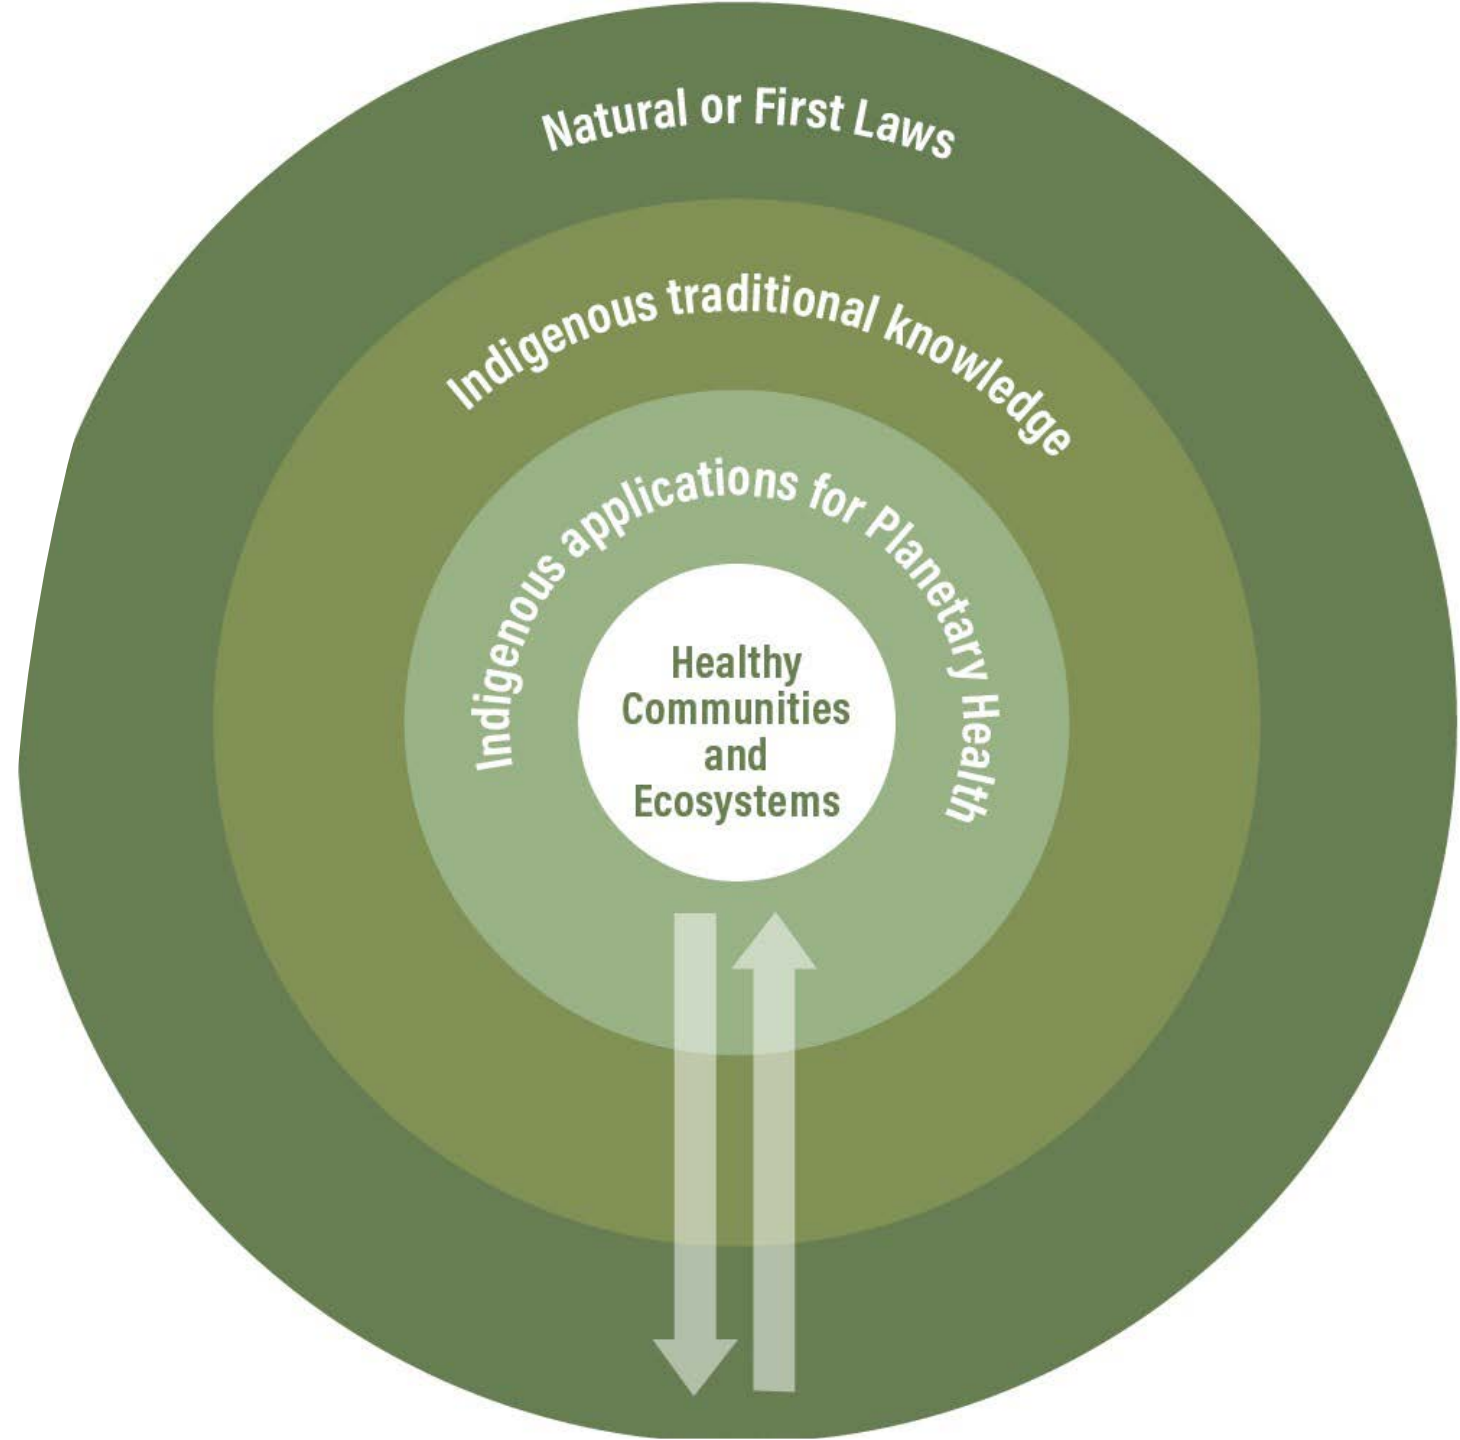 Natural or First Laws
Indigenous traditional knowledge
Indigenous applications for Planetary Health
Healthy
Communities
and
Ecosystems